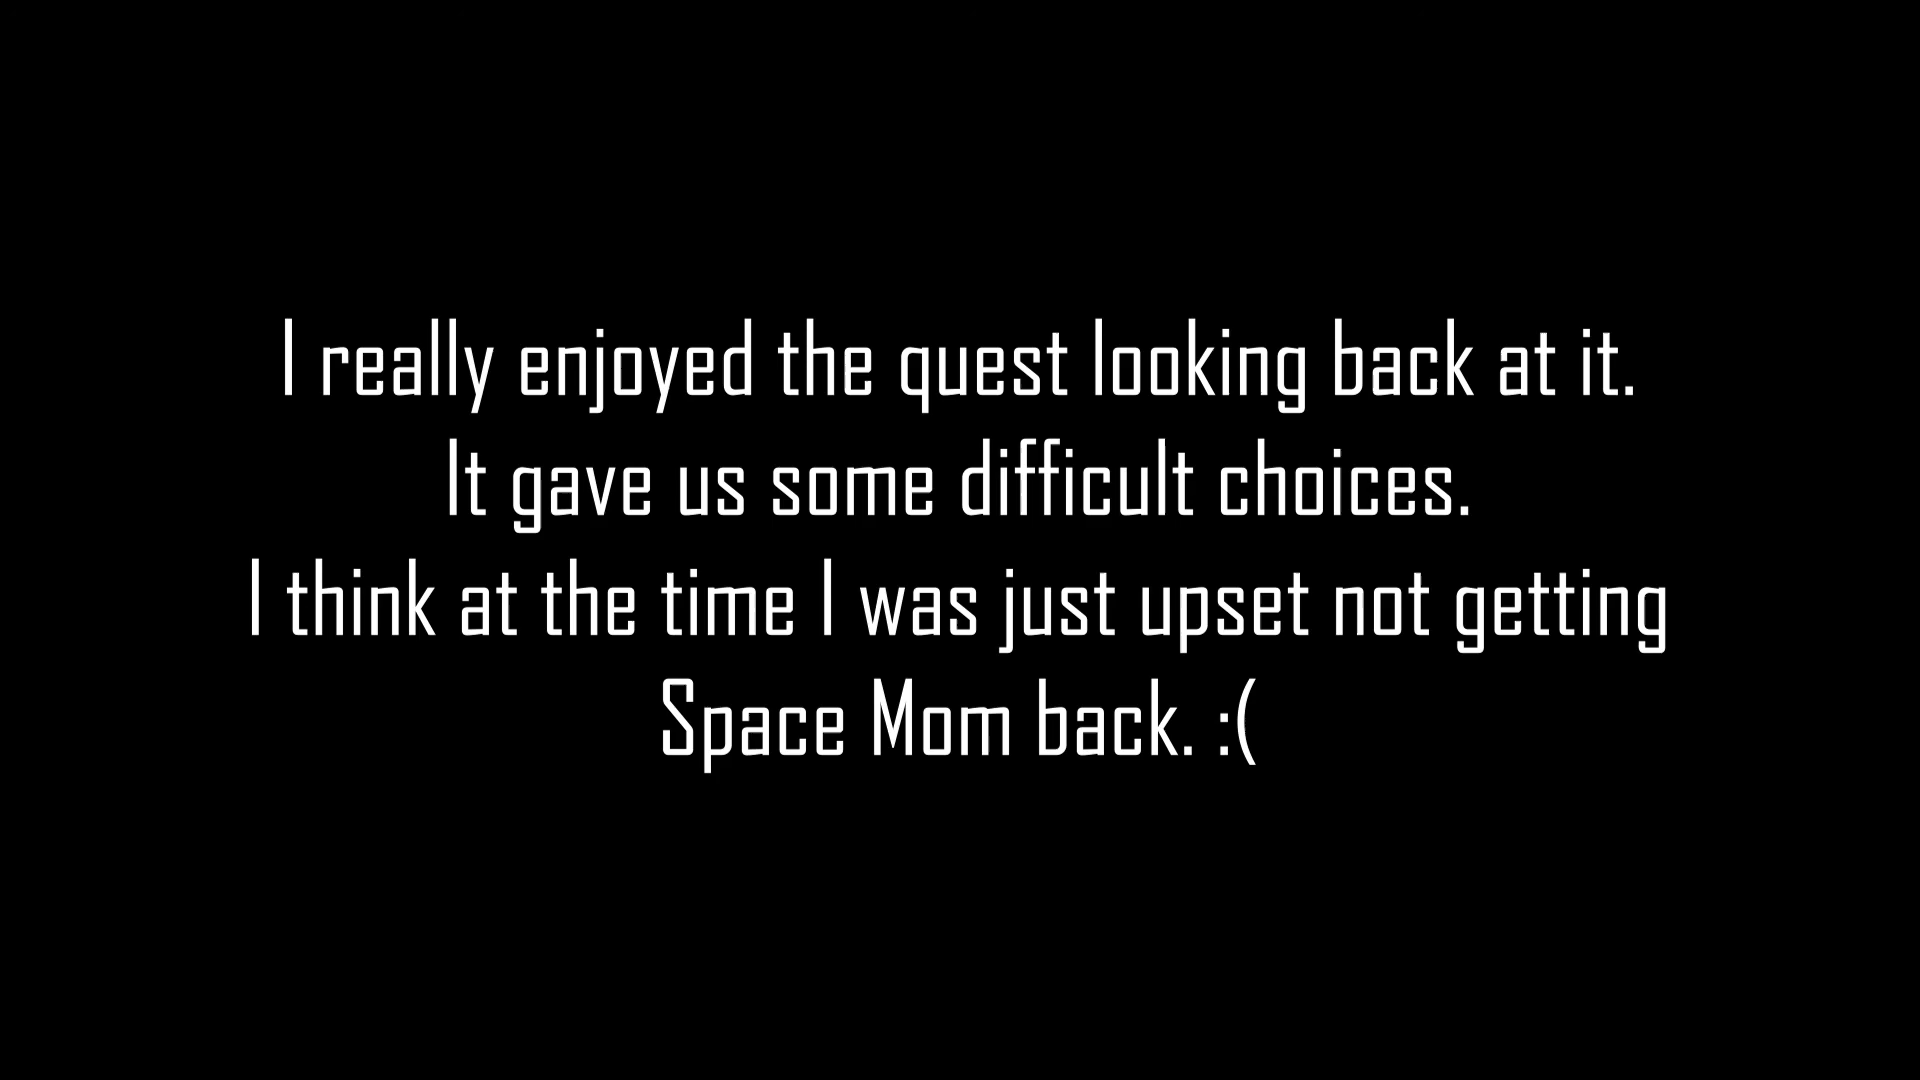 I really enjoyed the quest looking back at it.
It gave us some difficult choices.
I think at the time I was just upset not getting
Space Mom back. :(